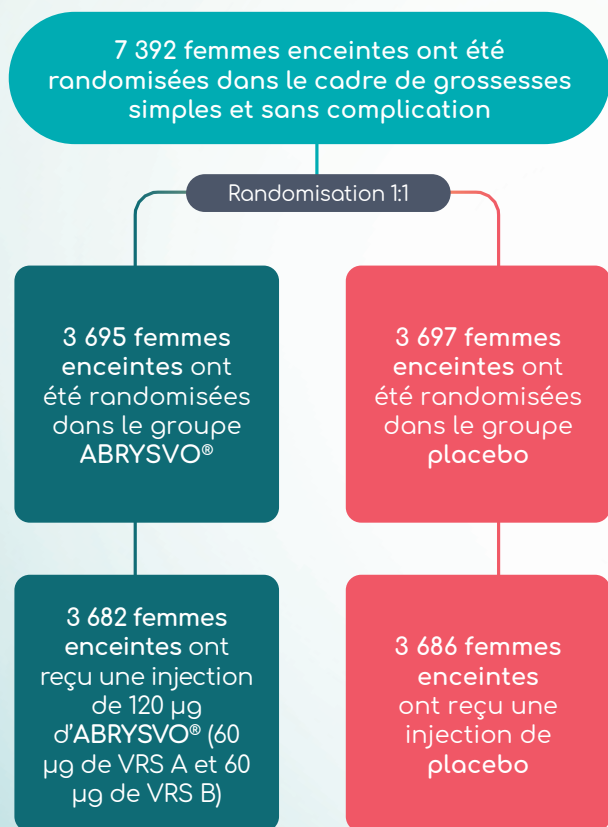 7 392 femmes enceintes ont été
randomisées dans le cadre de grossesses
simples et sans complication
Randomisation 1:1
3 695 femmes
enceintes ont
été randomisées
dans le groupe
ABRYSVO®
3 697 femmes
enceintes ont
été randomisées
dans le groupe
placebo
3 682 femmes
enceintes ont
reçu une injection
de 120 µg
d'ABRYSVO® (60
µg de VRS A et 60
µg de VRS B)
3 686 femmes
enceintes
ont reçu une
injection de
placebo